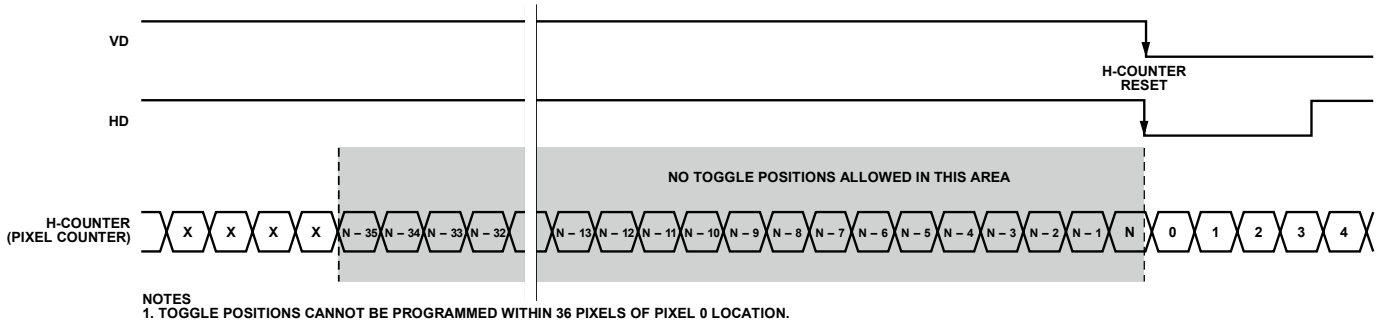 VD
H-COUNTER
RESET
HD
NO TOGGLE POSITIONS ALLOWED IN THIS AREA
H-COUNTER
(PIXEL COUNTER)
X X X X N – 35 N – 34 N – 33 N – 32 N – 13 N – 12 N – 11 N – 10 N – 9 N – 8 N – 7 N – 6 N – 5 N – 4 N – 3 N – 2 N – 1 N 0 1 2 3 4
NOTES
1. TOGGLE POSITIONS CANNOT BE PROGRAMMED WITHIN 36 PIXELS OF PIXEL 0 LOCATION.